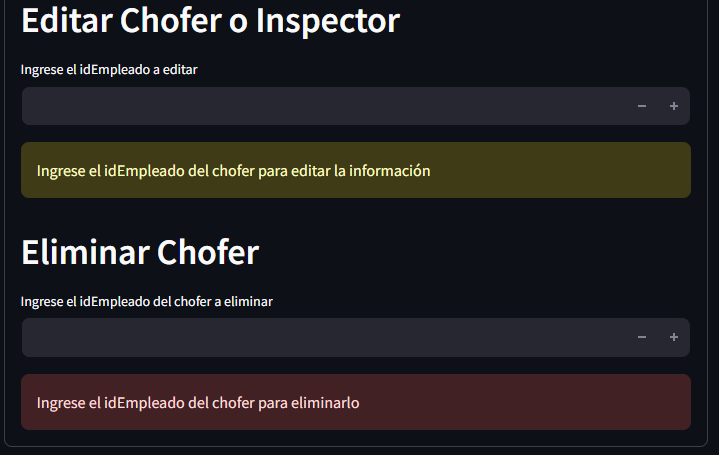 Editar Chofer o Inspector
Ingrese el idEmpleado a editar
Ingrese el idEmpleado del chofer para editar la información
Eliminar Chofer
Ingrese el idEmpleado del chofer a eliminar
Ingrese el idEmpleado del chofer para eliminarlo